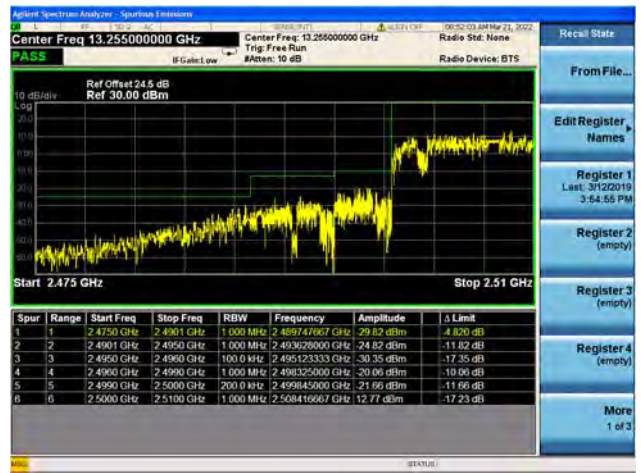 Agilent Spectrum Analyzer - Spurious Emissions
L RF 50 Ω AC SENSE:INT ALIGN OFF 08:52:03 AM Mar 21, 2022
Center Freq 13.255000000 GHz
Center Freq: 13.255000000 GHz
Radio Std: None
Trig: Free Run
PASS
IFGain:Low
#Atten: 10 dB
Radio Device: BTS
Ref Offset 24.5 dB
10 dB/div Ref 30.00 dBm
Log
20.0
10.0
0.00
Start 2.475 GHz
Stop 2.51 GHz
Spur Range Start Freq Stop Freq RBW Frequency Amplitude Δ Limit
1 1 2.4750 GHz 2.4901 GHz 1.000 MHz 2.489747667 GHz -29.82 dBm -4.820 dB
2 2 2.4901 GHz 2.4950 GHz 1.000 MHz 2.493628000 GHz -24.82 dBm -11.82 dB
3 3 2.4950 GHz 2.4960 GHz 100.0 kHz 2.495123333 GHz -30.35 dBm -17.35 dB
4 4 2.4960 GHz 2.4990 GHz 1.000 MHz 2.498325000 GHz -20.06 dBm -10.06 dB
5 5 2.4990 GHz 2.5000 GHz 200.0 kHz 2.499845000 GHz -21.66 dBm -11.66 dB
6 6 2.5000 GHz 2.5100 GHz 1.000 MHz 2.508416667 GHz 12.77 dBm -17.23 dB
MSG
STATUS
Recall State
From File...
Edit Register
Names
Register 1
Last: 3/12/2019
3:54:55 PM
Register 2
(empty)
Register 3
(empty)
Register 4
(empty)
More
1 of 3